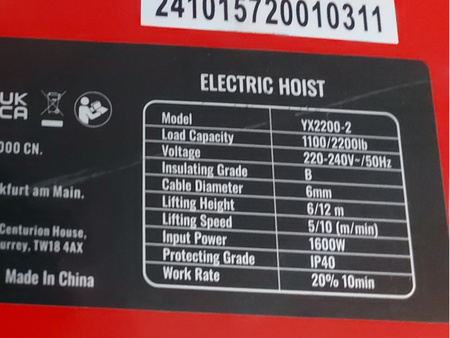 241015720010311
ELECTRIC HOIST
UK
CA
Model YX2200-2
Load Capacity 1100/2200lb
Voltage 220-240V~/50Hz
Insulating Grade B
Cable Diameter 6mm
Lifting Height 6/12 m
Lifting Speed 5/10 (m/min)
Input Power 1600W
Protecting Grade IP40
Work Rate 20% 10min
000 CN.
kfurt am Main.
Centurion House,
urrey, TW18 4AX
Made In China